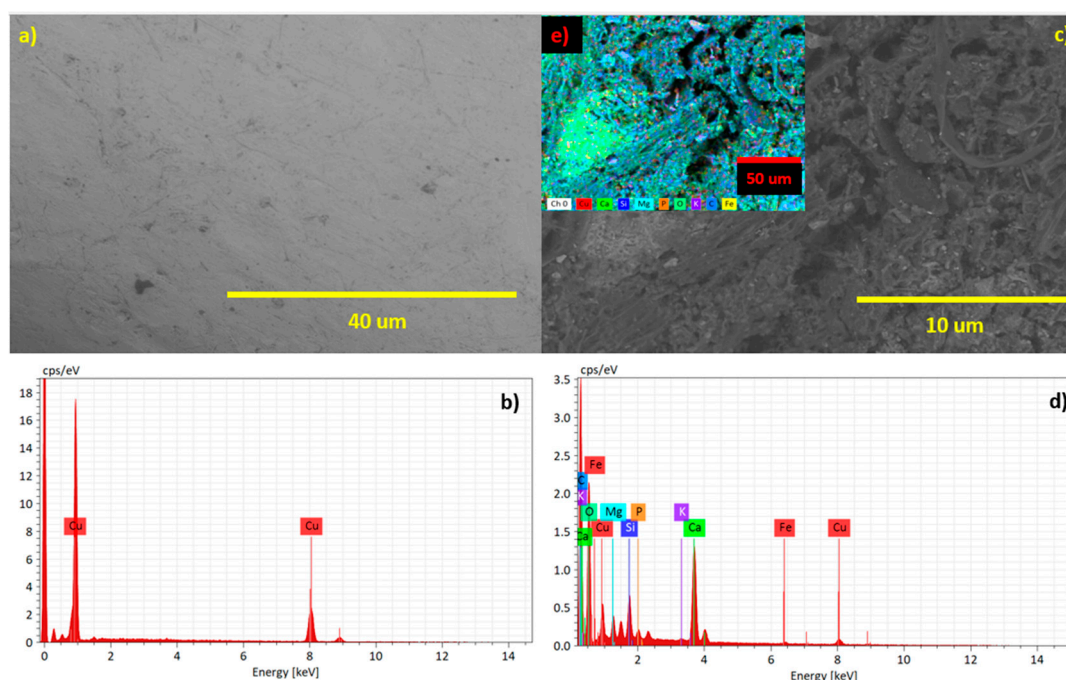 a)
40 um
e)
50 um
Ch 0 Cu Ca Si Mg P O K C Fe
c)
10 um
cps/eV
b)
18
16
14
12
10
8
6
4
2
0
Cu
Cu
0 2 4 6 8 10 12 14
Energy [keV]
cps/eV
d)
3.5
3.0
2.5
2.0
1.5
1.0
0.5
0.0
Fe
C
K
O Mg P K
Ca Cu Si Ca Fe Cu
2 4 6 8 10 12 14
Energy [keV]